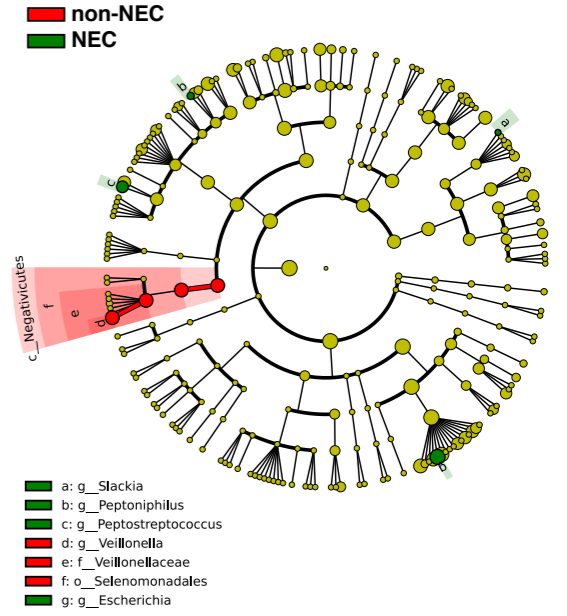 non-NEC
NEC
b
a
c
c__Negativicutes
f
e
d
g
a: g__Slackia
b: g__Peptoniphilus
c: g__Peptostreptococcus
d: g__Veillonella
e: f__Veillonellaceae
f: o__Selenomonadales
g: g__Escherichia